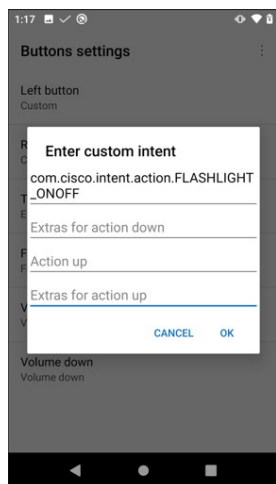 1:17
Buttons settings
Left button
Custom
R
C
Enter custom intent
com.cisco.intent.action.FLASHLIGHT
_ONOFF
T
E
Extras for action down
F
F
Action up
V
V
Extras for action up
CANCEL OK
Volume down
Volume down